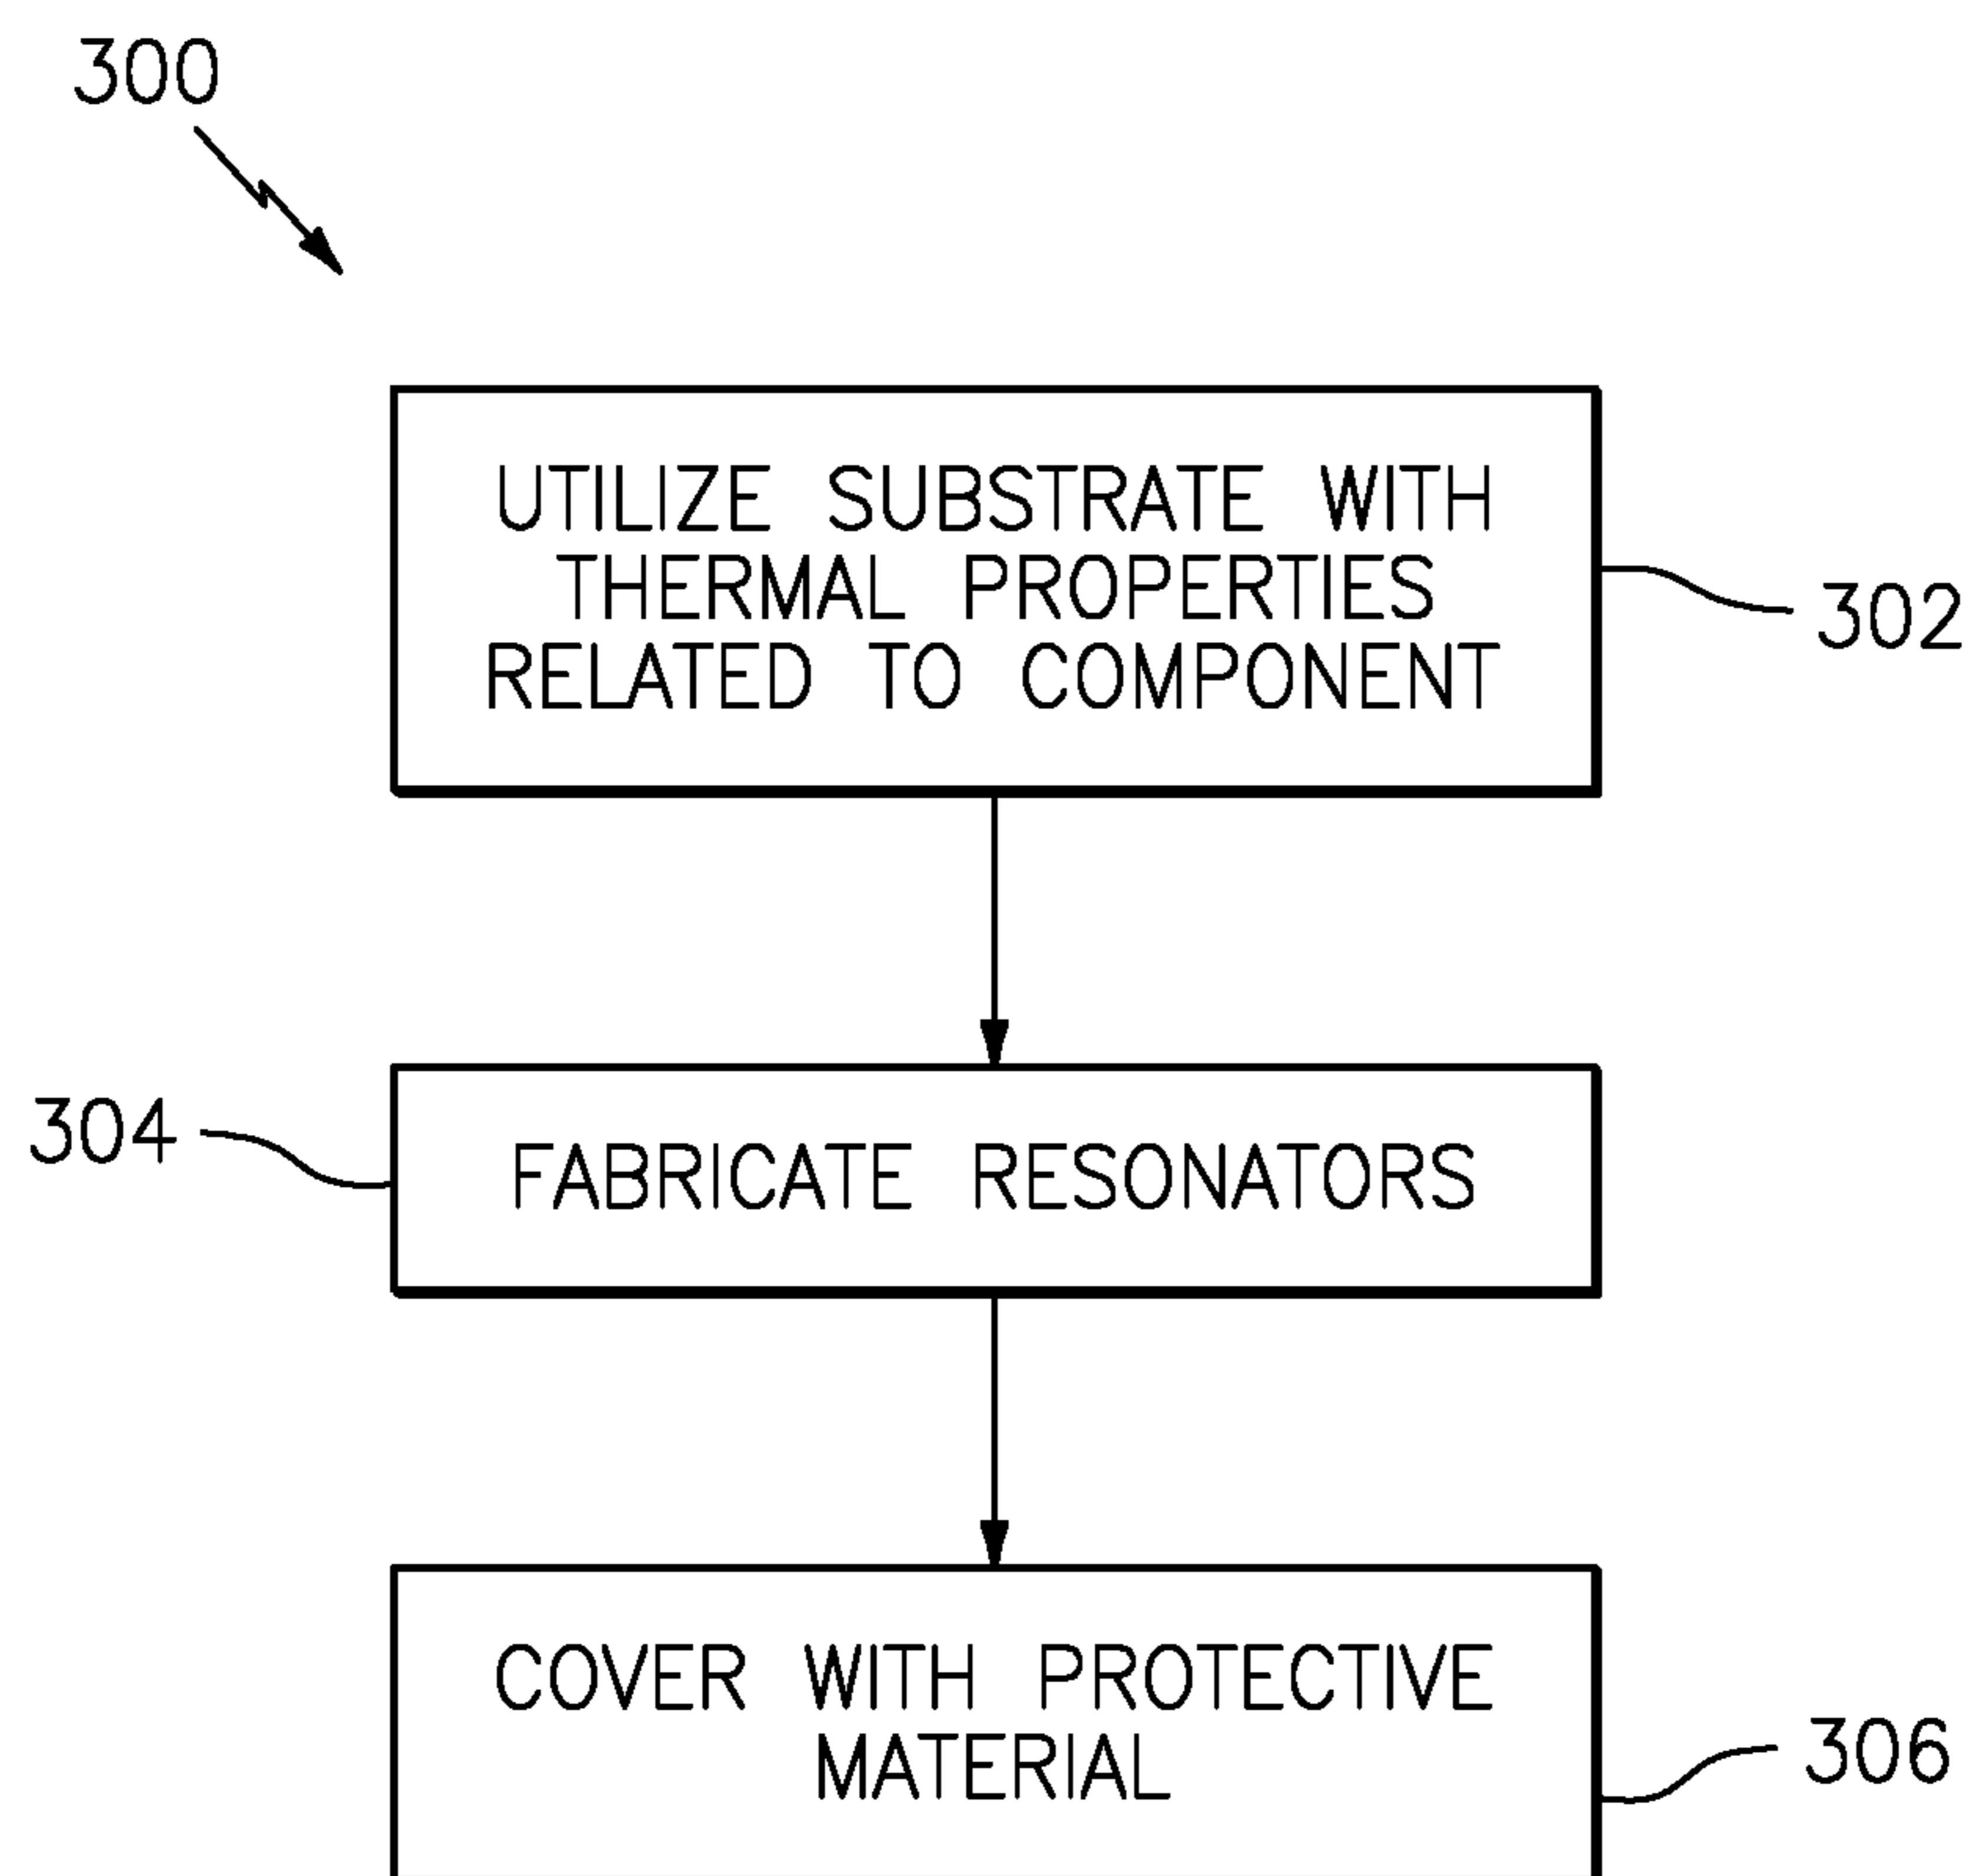 300
UTILIZE SUBSTRATE WITH
THERMAL PROPERTIES
RELATED TO COMPONENT
302
304
FABRICATE RESONATORS
COVER WITH PROTECTIVE
MATERIAL
306